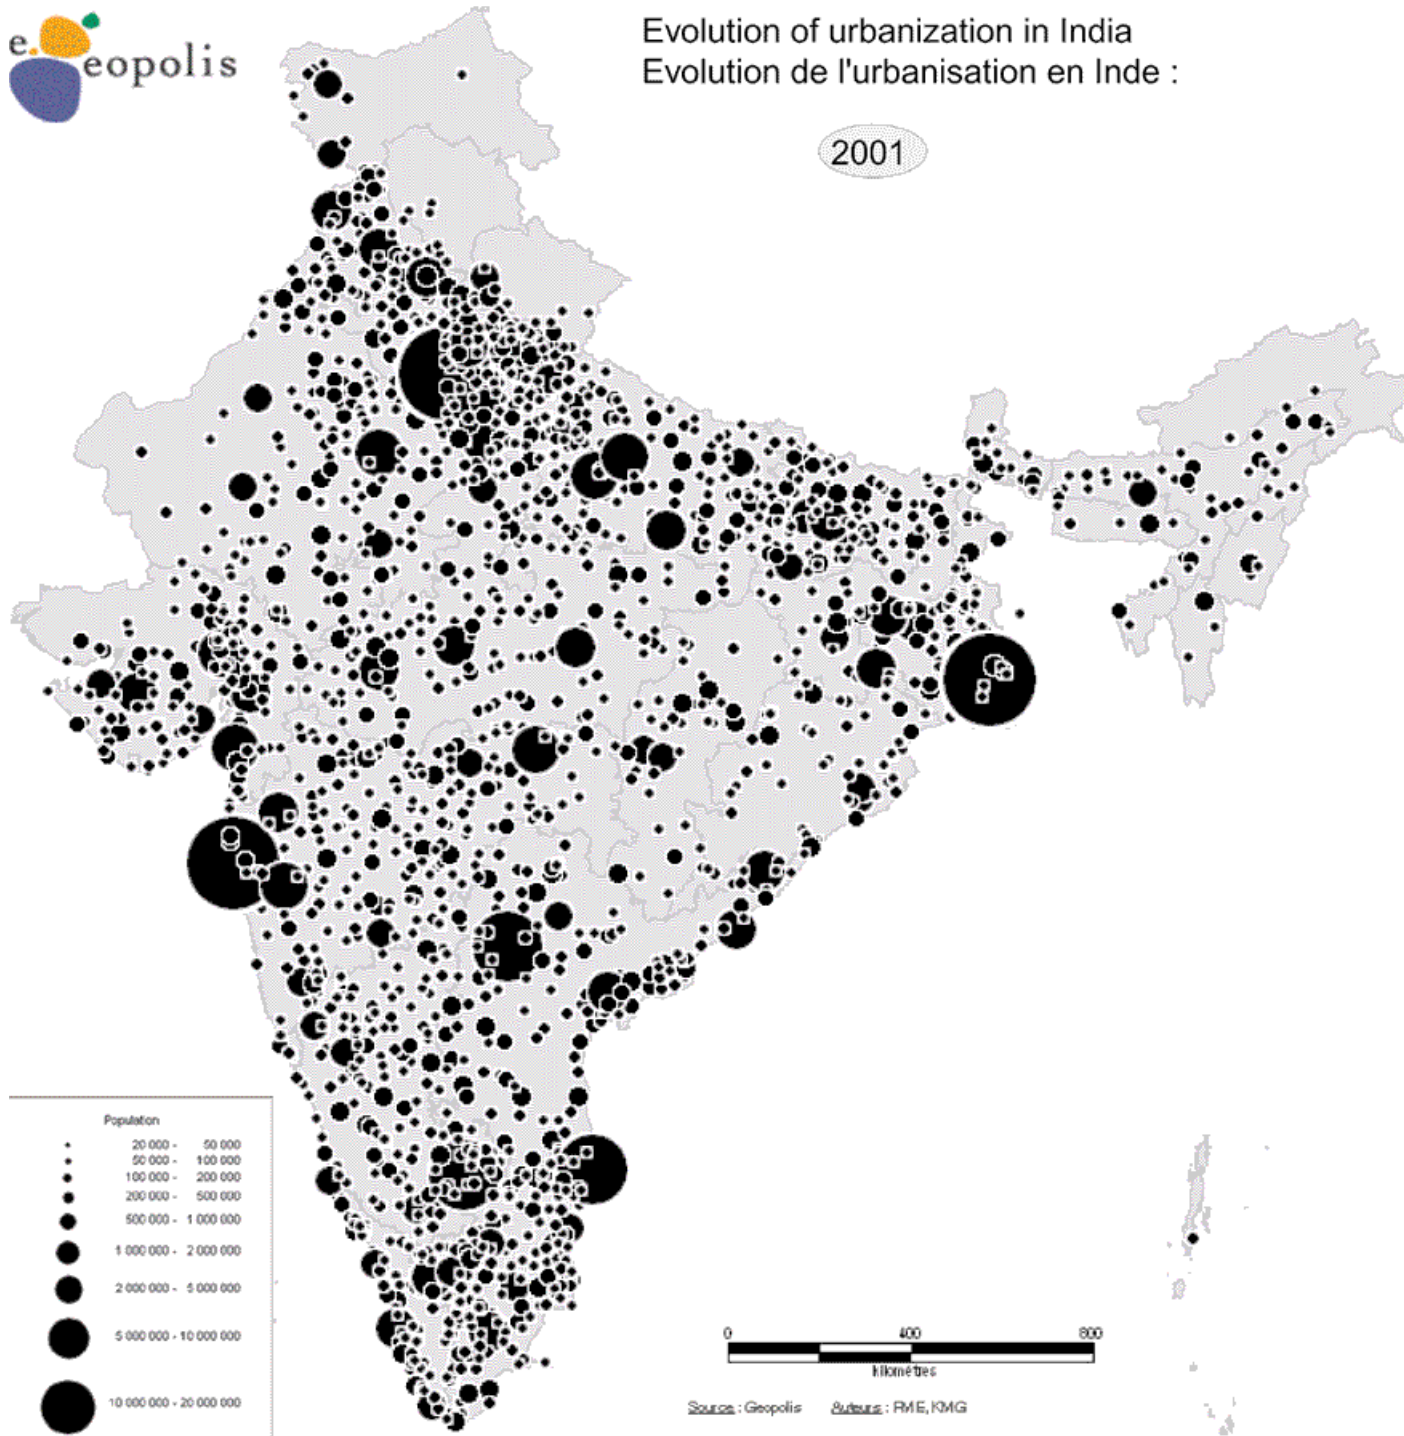 e.
eopolis
Evolution of urbanization in India
Evolution de l'urbanisation en Inde :
2001
Population
20 000 - 50 000
50 000 - 100 000
100 000 - 200 000
200 000 - 500 000
500 000 - 1 000 000
1 000 000 - 2 000 000
2 000 000 - 5 000 000
5 000 000 - 10 000 000
10 000 000 - 20 000 000
0 400 800
kilomètres
Source : Geopolis Auteurs : FME, KMG